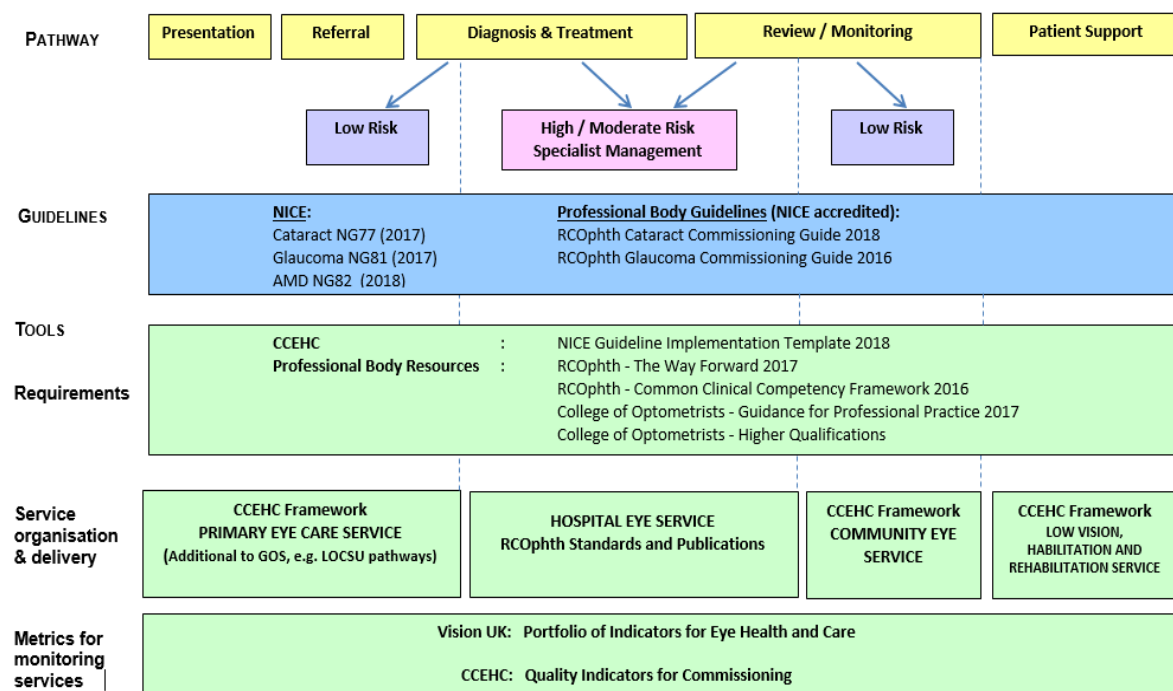 PATHWAY
Presentation
Referral
Diagnosis & Treatment
Review / Monitoring
Patient Support
Low Risk
High / Moderate Risk
Specialist Management
Low Risk
GUIDELINES
NICE:
Cataract NG77 (2017)
Glaucoma NG81 (2017)
AMD NG82 (2018)
Professional Body Guidelines (NICE accredited):
RCOphth Cataract Commissioning Guide 2018
RCOphth Glaucoma Commissioning Guide 2016
TOOLS
Requirements
CCEHC : NICE Guideline Implementation Template 2018
Professional Body Resources : RCOphth - The Way Forward 2017
RCOphth - Common Clinical Competency Framework 2016
College of Optometrists - Guidance for Professional Practice 2017
College of Optometrists - Higher Qualifications
Service
organisation
& delivery
CCEHC Framework
PRIMARY EYE CARE SERVICE
(Additional to GOS, e.g. LOCSU pathways)
HOSPITAL EYE SERVICE
RCOphth Standards and Publications
CCEHC Framework
COMMUNITY EYE
SERVICE
CCEHC Framework
LOW VISION,
HABILITATION AND
REHABILITATION SERVICE
Metrics for
monitoring
services
Vision UK: Portfolio of Indicators for Eye Health and Care
CCEHC: Quality Indicators for Commissioning